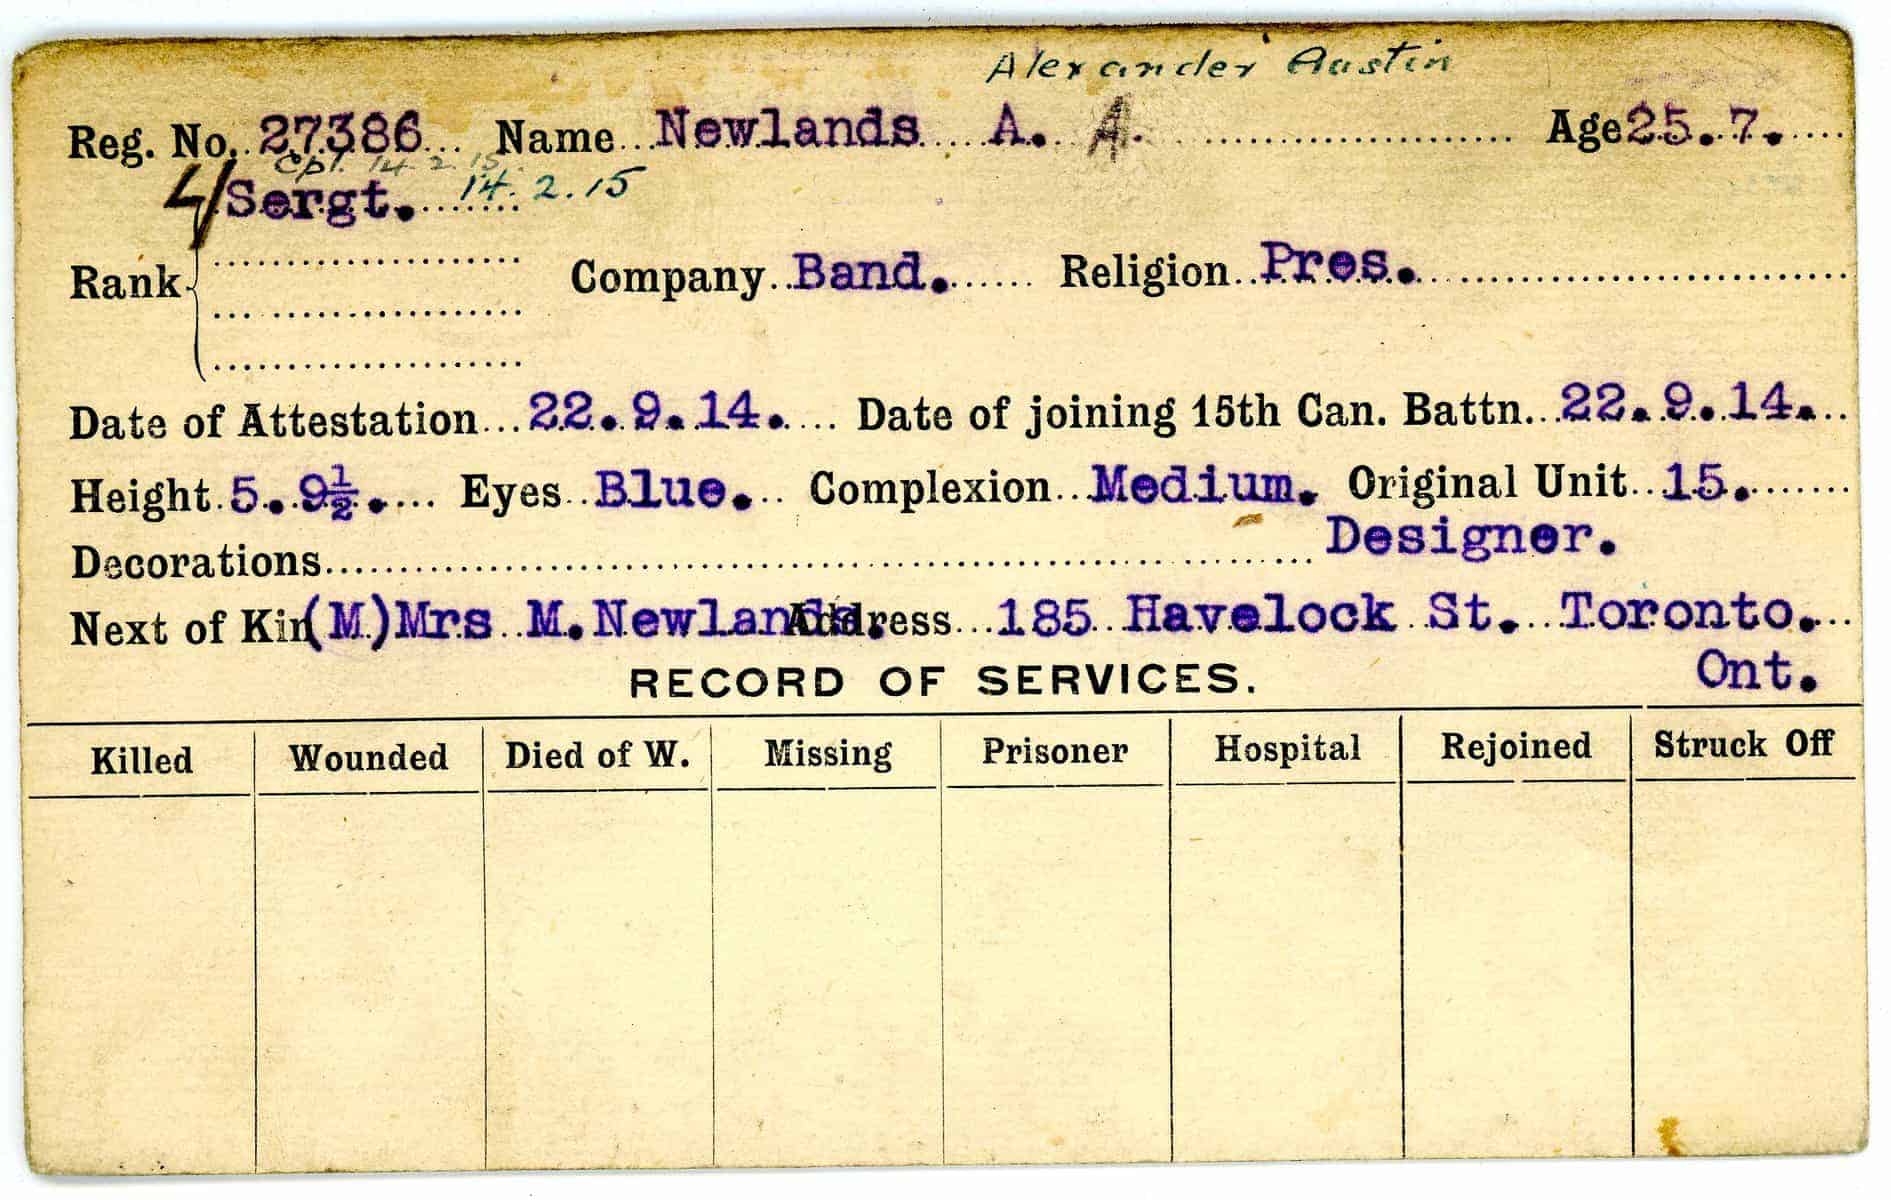 Alexander Austin
Reg. No. 27386 Name Newlands A. A. Age 25. 7.
Cpl. 14.2.15.
L/Sergt. 14.2.15
Rank Company Band. Religion Pres.
Date of Attestation 22.9.14. Date of joining 15th Can. Battn. 22.9.14.
Height 5.9½. Eyes Blue. Complexion Medium. Original Unit 15.
Decorations Designer.
Next of Kin (M) Mrs M. Newlands. Address 185 Havelock St. Toronto.
Ont.
RECORD OF SERVICES.
Killed Wounded Died of W. Missing Prisoner Hospital Rejoined Struck Off